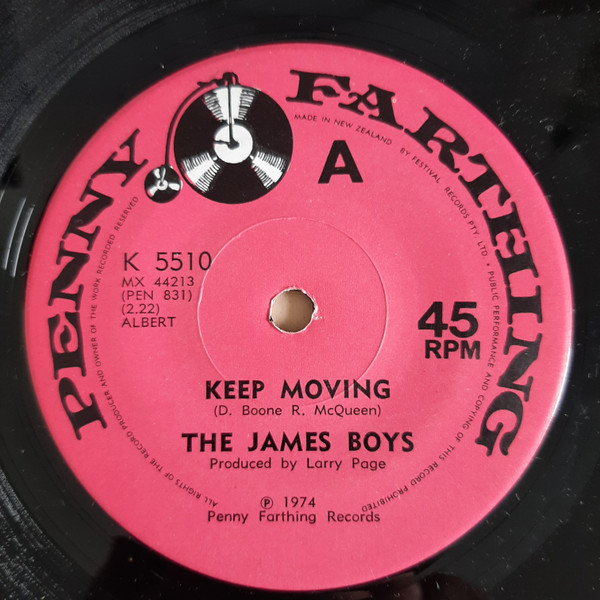 PENNY FARTHING
MADE IN NEW ZEALAND BY FESTIVAL RECORDS PTY. LTD. • PUBLIC PERFORMANCE AND COPYING OF THIS RECORD PROHIBITED
ALL RIGHTS OF THE RECORD PRODUCER AND OWNER OF THE WORK RECORDED RESERVED
A
K 5510
MX 44213
(PEN 831)
(2.22)
ALBERT
45
RPM
KEEP MOVING
(D. Boone R. McQueen)
THE JAMES BOYS
Produced by Larry Page
℗ 1974
Penny Farthing Records